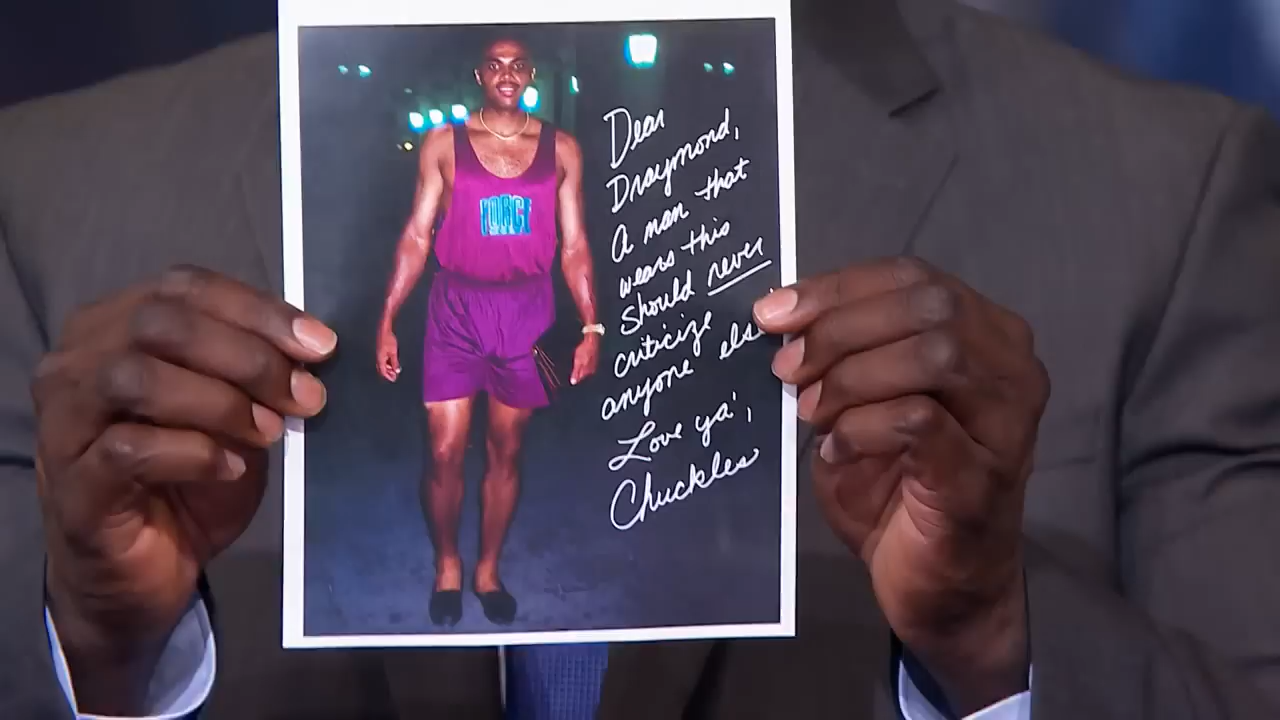 FORCE
Dear
Draymond,
A man that
wears this
should never
criticize
anyone else
Love ya',
Chuckles